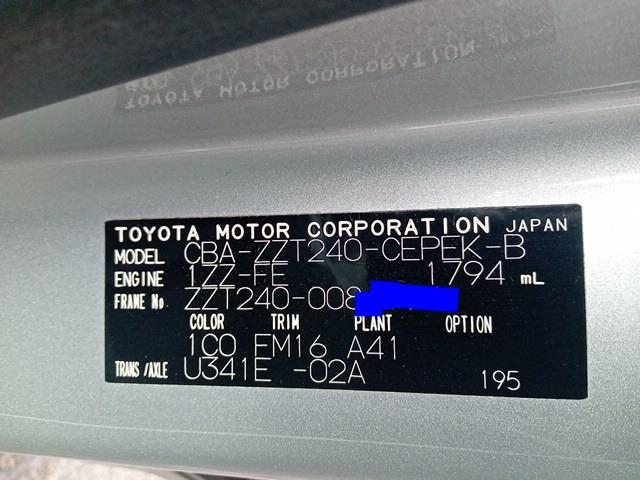 TOYOTA MOTOR CORPORATION JAPAN
MODEL CBA-ZZT240-CEPEK-B
ENGINE 1ZZ-FE 1794 mL
FRAME No ZZT240-008
COLOR TRIM PLANT OPTION
1C0 FM16 A41
TRANS/AXLE U341E -02A 195